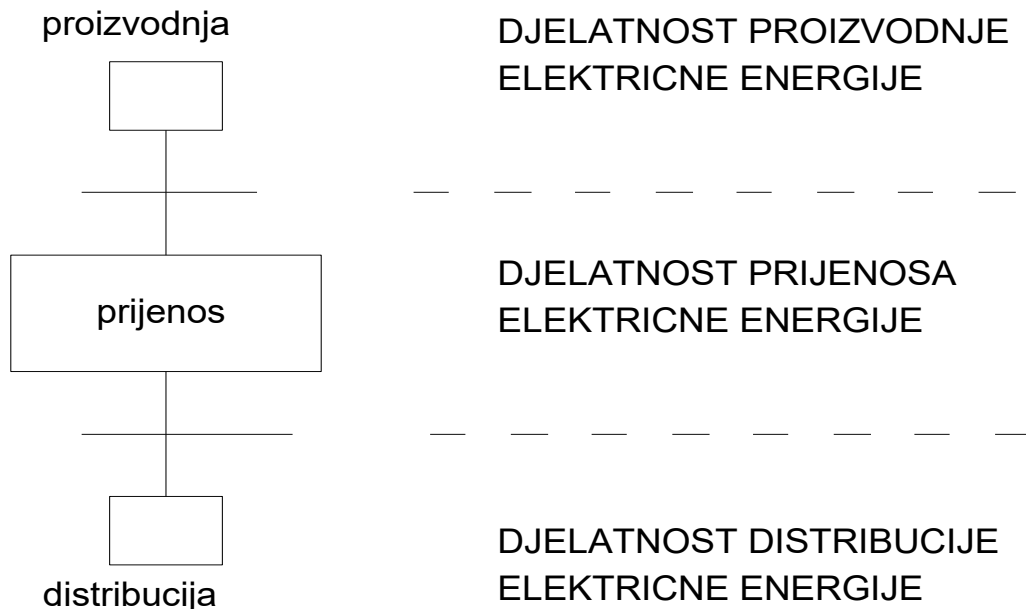 proizvodnja
DJELATNOST PROIZVODNJE
ELEKTRICNE ENERGIJE
prijenos
DJELATNOST PRIJENOSA
ELEKTRICNE ENERGIJE
distribucija
DJELATNOST DISTRIBUCIJE
ELEKTRICNE ENERGIJE